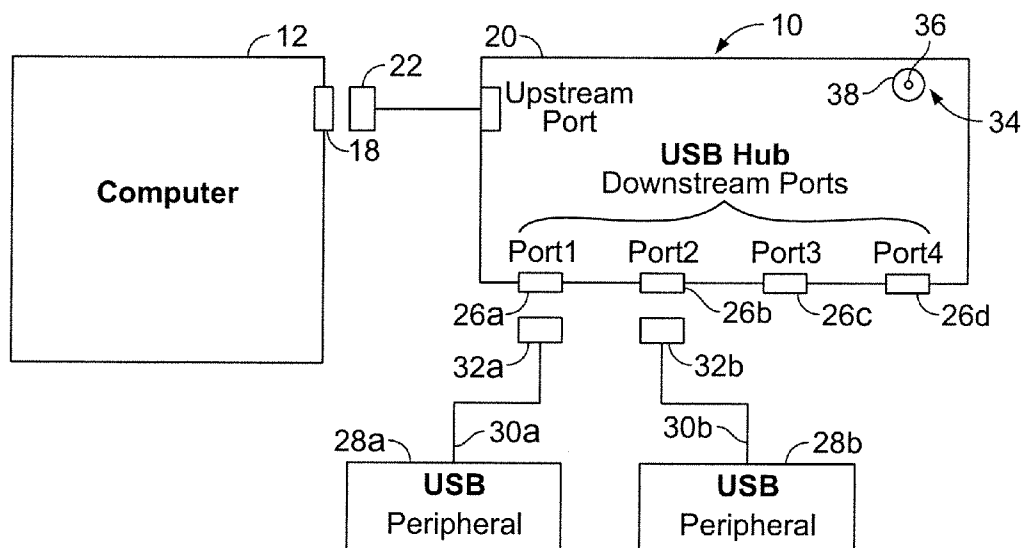 12
20
10
36
22
38
34
Upstream
Port
18
USB Hub
Downstream Ports
Computer
Port1
Port2
Port3
Port4
26a
26b
26c
26d
32a
32b
30a
30b
28a
28b
USB
Peripheral
USB
Peripheral